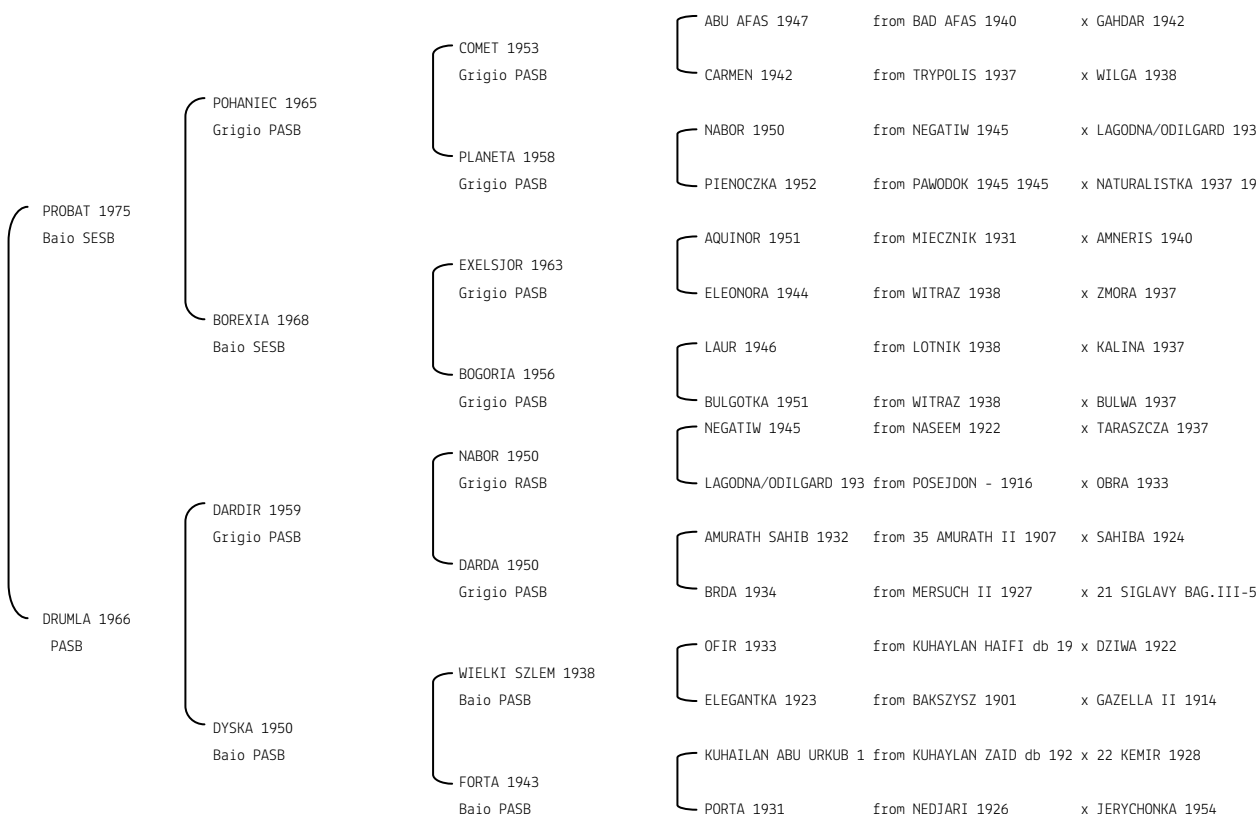 ABU AFAS 1947 from BAD AFAS 1940 x GAHDAR 1942
COMET 1953
Grigio PASB
CARMEN 1942 from TRYPOLIS 1937 x WILGA 1938
POHANIEC 1965
Grigio PASB
NABOR 1950 from NEGATIW 1945 x LAGODNA/ODILGARD 193
PLANETA 1958
Grigio PASB
PIENOCZKA 1952 from PAWODOK 1945 1945 x NATURALISTKA 1937 19
PROBAT 1975
Baio SESB
AQUINOR 1951 from MIECZNIK 1931 x AMNERIS 1940
EXELSJOR 1963
Grigio PASB
ELEONORA 1944 from WITRAZ 1938 x ZMORA 1937
BOREXIA 1968
Baio SESB
LAUR 1946 from LOTNIK 1938 x KALINA 1937
BOGORIA 1956
Grigio PASB
BULGOTKA 1951 from WITRAZ 1938 x BULWA 1937
NEGATIW 1945 from NASEEM 1922 x TARASZCZA 1937
NABOR 1950
Grigio RASB
LAGODNA/ODILGARD 193 from POSEJDON - 1916 x OBRA 1933
DARDIR 1959
Grigio PASB
AMURATH SAHIB 1932 from 35 AMURATH II 1907 x SAHIBA 1924
DARDA 1950
Grigio PASB
BRDA 1934 from MERSUCH II 1927 x 21 SIGLAVY BAG.III-5
DRUMLA 1966
PASB
OFIR 1933 from KUHAYLAN HAIFI db 19 x DZIWA 1922
WIELKI SZLEM 1938
Baio PASB
ELEGANTKA 1923 from BAKSZYSZ 1901 x GAZELLA II 1914
DYSKA 1950
Baio PASB
KUHAILAN ABU URKUB 1 from KUHAYLAN ZAID db 192 x 22 KEMIR 1928
FORTA 1943
Baio PASB
PORTA 1931 from NEDJARI 1926 x JERYCHONKA 1954